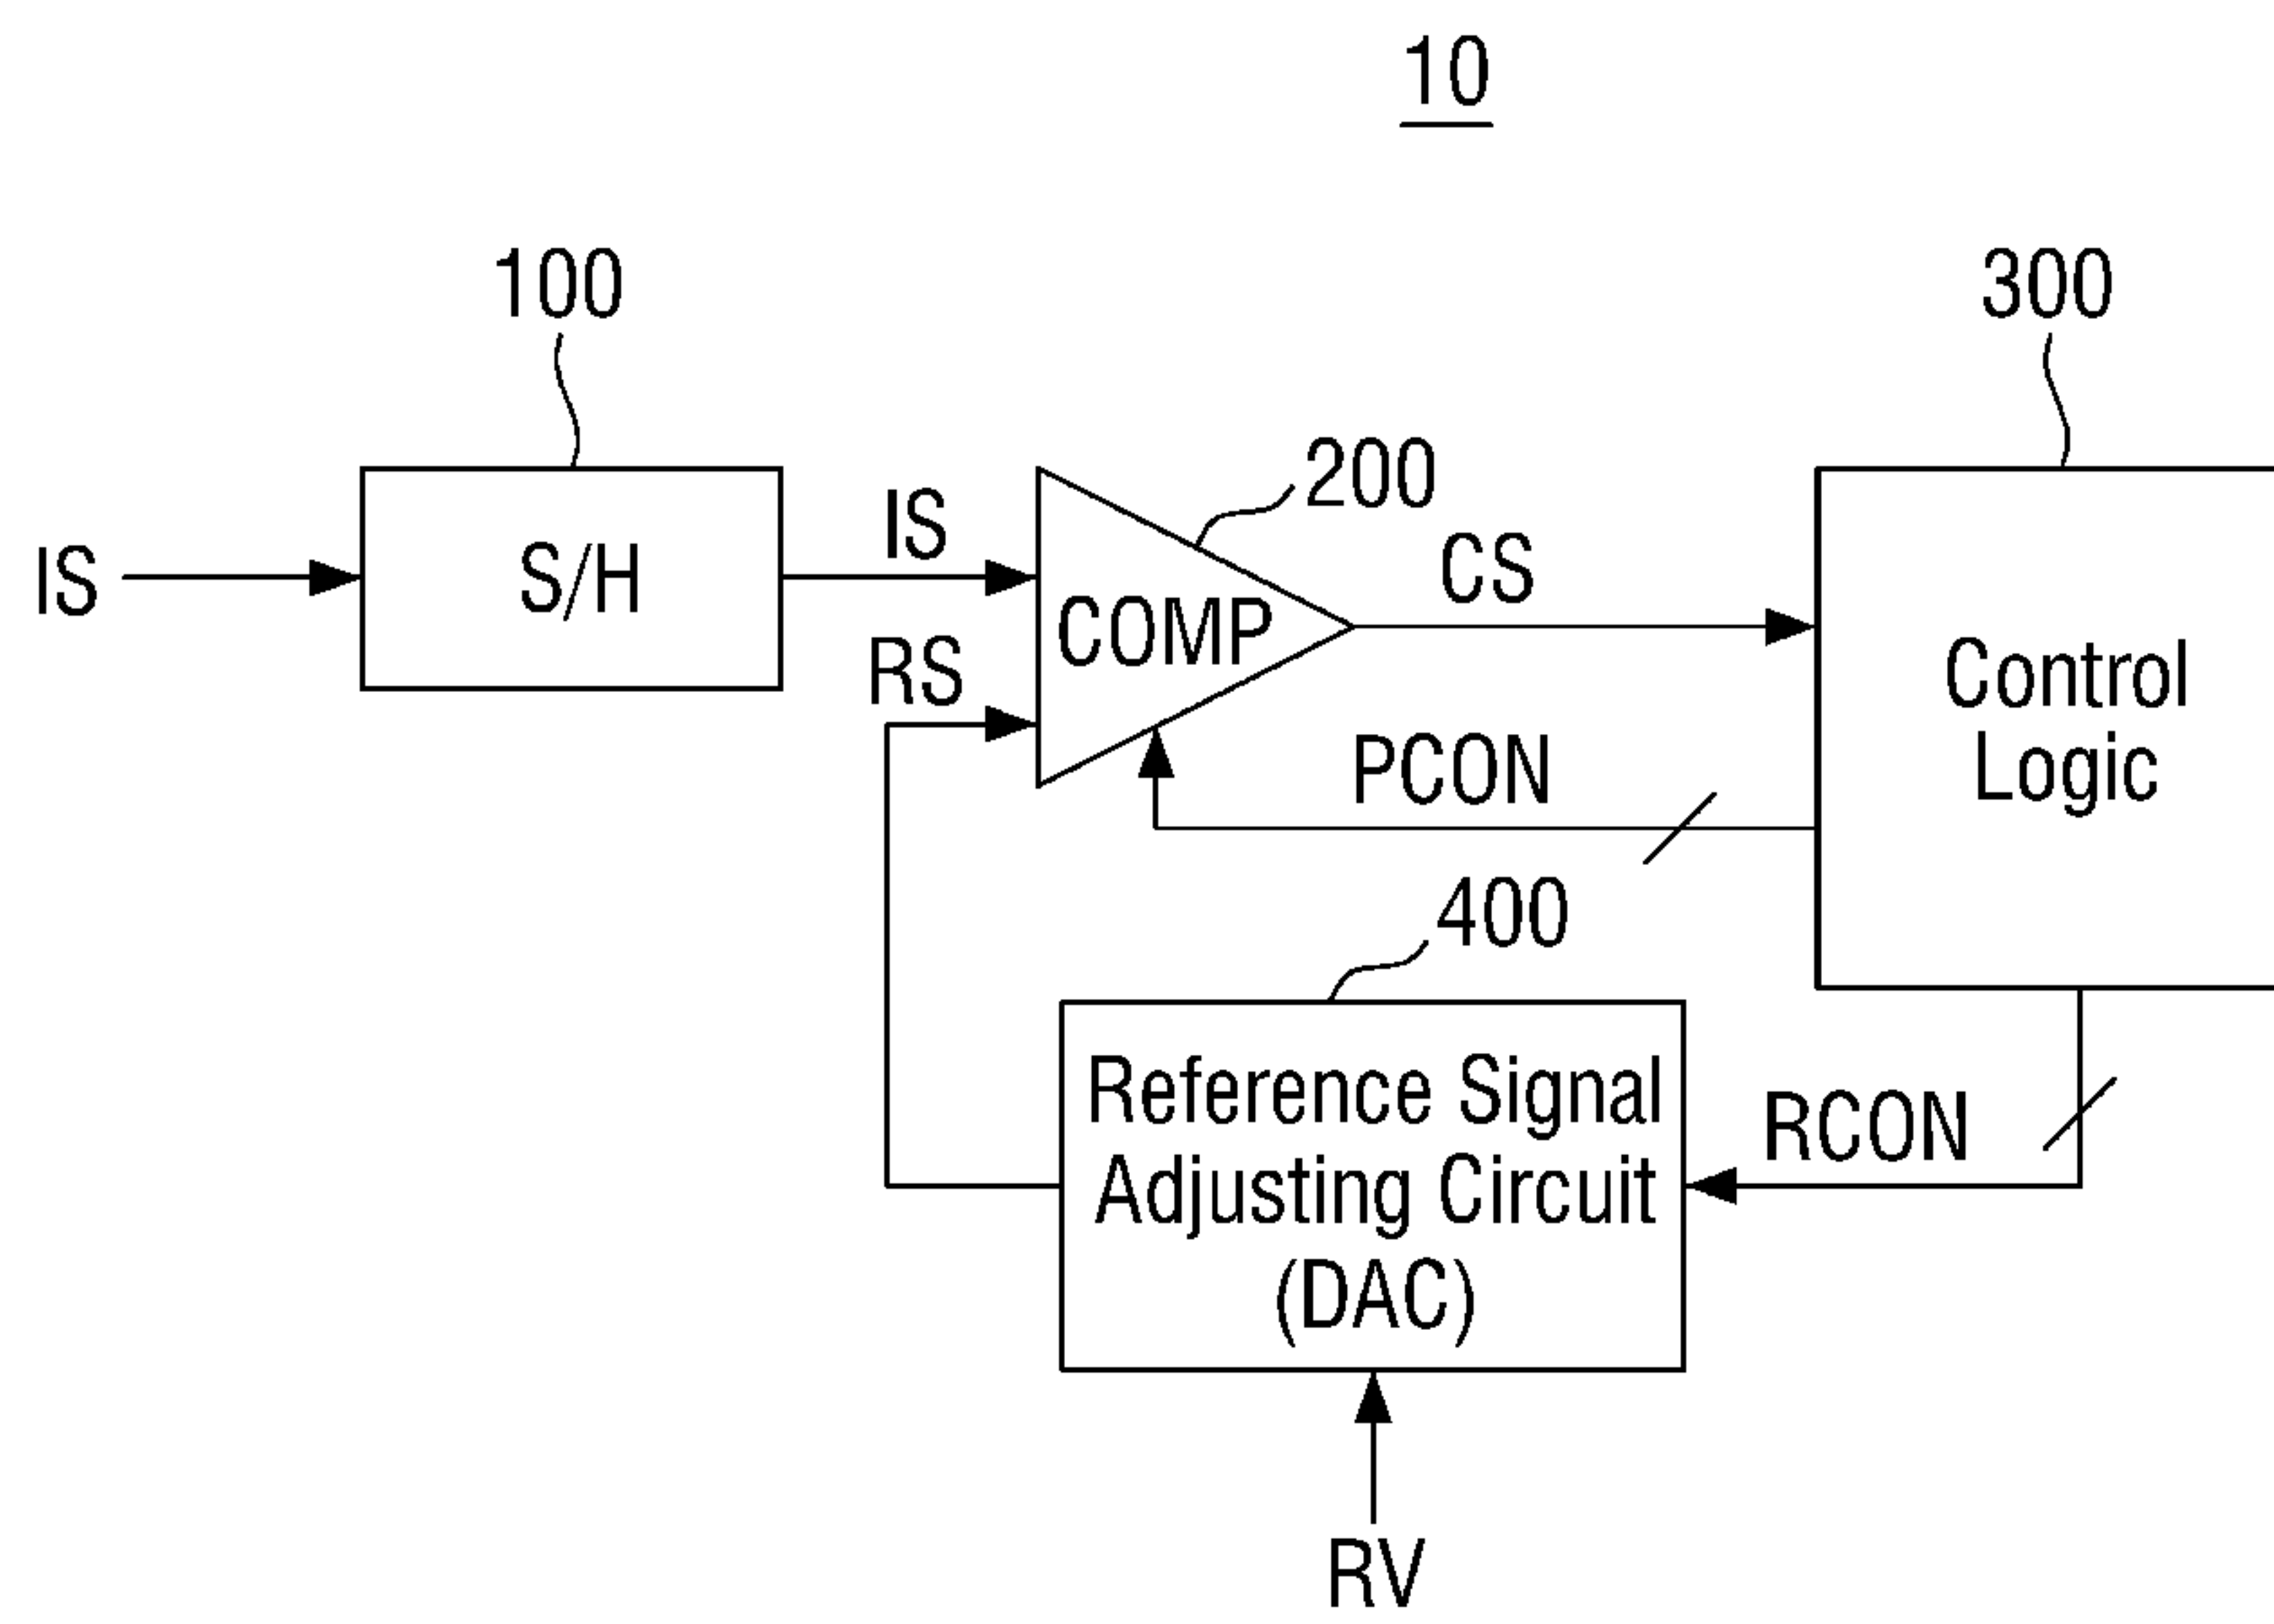 10
100
300
200
IS
S/H
IS
COMP
CS
RS
Control
Logic
PCON
400
Reference Signal
Adjusting Circuit
(DAC)
RCON
RV